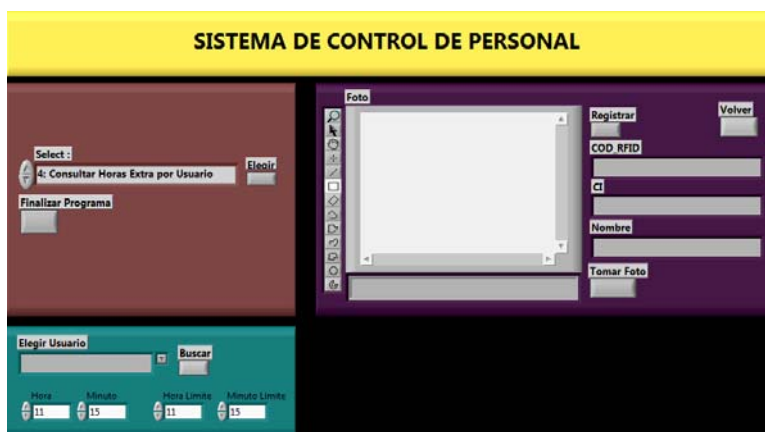 SISTEMA DE CONTROL DE PERSONAL
Select :
4: Consultar Horas Extra por Usuario
Elegir
Finalizar Programa
Foto
Registrar
Volver
COD_RFID
CI
Nombre
Tomar Foto
Elegir Usuario
Buscar
Hora
Minuto
Hora Limite
Minuto Limite
11
15
11
15